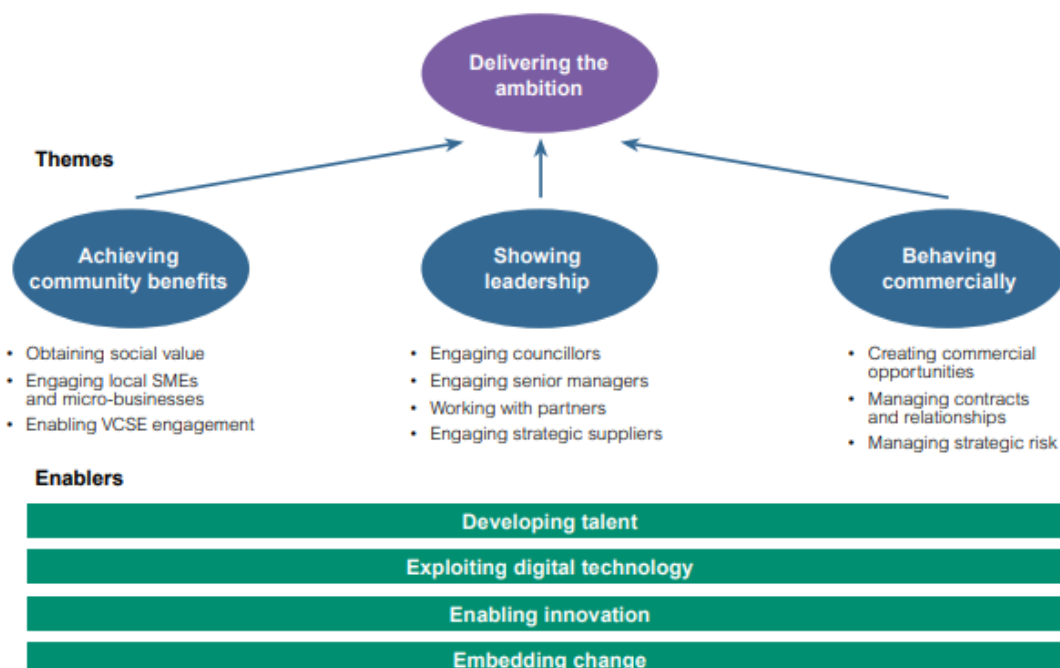 Delivering the
ambition
Themes
Achieving
community benefits
Showing
leadership
Behaving
commercially
• Obtaining social value
• Engaging local SMEs
and micro-businesses
• Enabling VCSE engagement
• Engaging councillors
• Engaging senior managers
• Working with partners
• Engaging strategic suppliers
• Creating commercial
opportunities
• Managing contracts
and relationships
• Managing strategic risk
Enablers
Developing talent
Exploiting digital technology
Enabling innovation
Embedding change